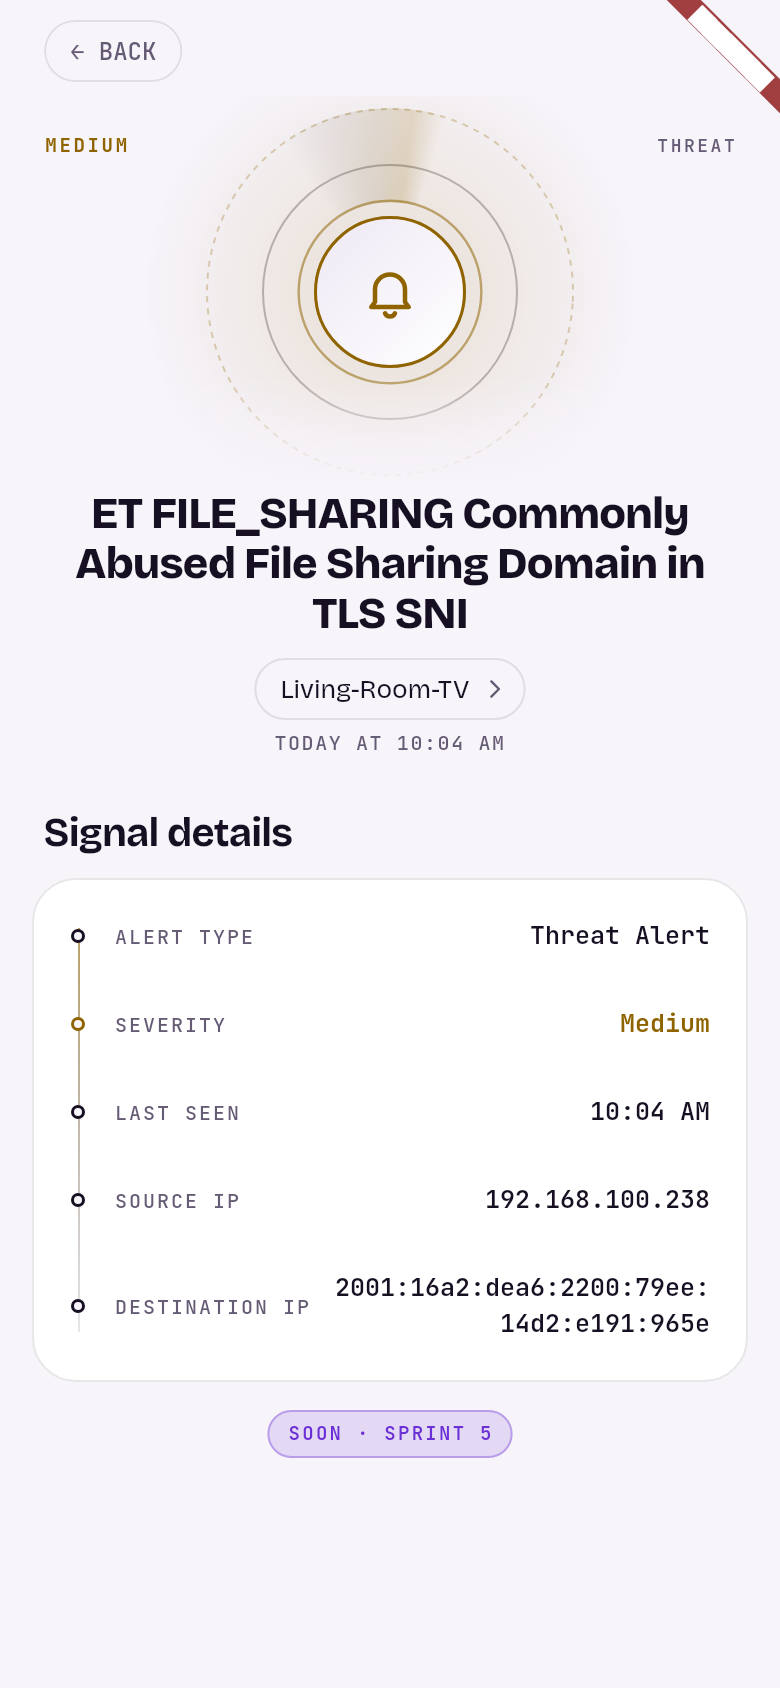 ← BACK
MEDIUM
THREAT
ET FILE_SHARING Commonly
Abused File Sharing Domain in
TLS SNI
Living-Room-TV
TODAY AT 10:04 AM
Signal details
ALERT TYPE Threat Alert
SEVERITY Medium
LAST SEEN 10:04 AM
SOURCE IP 192.168.100.238
DESTINATION IP 2001:16a2:dea6:2200:79ee:
14d2:e191:965e
SOON · SPRINT 5